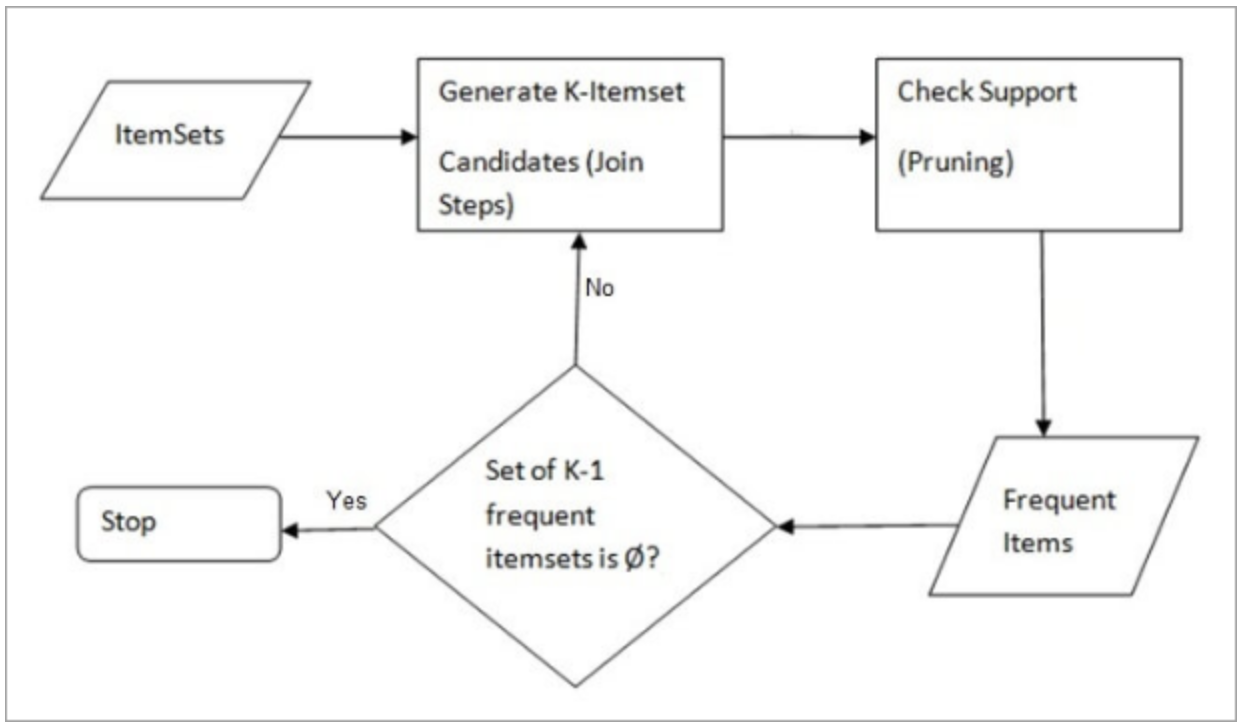 ItemSets
Generate K-Itemset
Candidates (Join
Steps)
Check Support
(Pruning)
No
Set of K-1
frequent
itemsets is Ø?
Yes
Stop
Frequent
Items